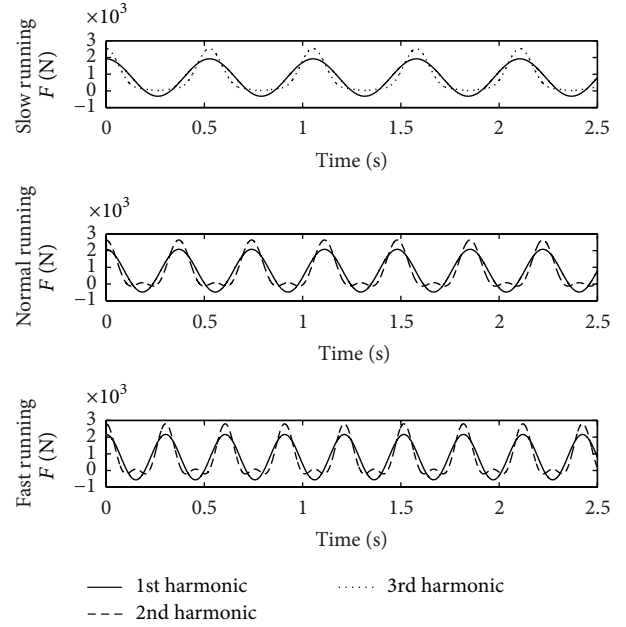 ×10³
Slow running
F (N)
3
2
1
0
−1
0 0.5 1 1.5 2 2.5
Time (s)
×10³
Normal running
F (N)
3
2
1
0
−1
0 0.5 1 1.5 2 2.5
Time (s)
×10³
Fast running
F (N)
3
2
1
0
−1
0 0.5 1 1.5 2 2.5
Time (s)
1st harmonic 3rd harmonic
2nd harmonic